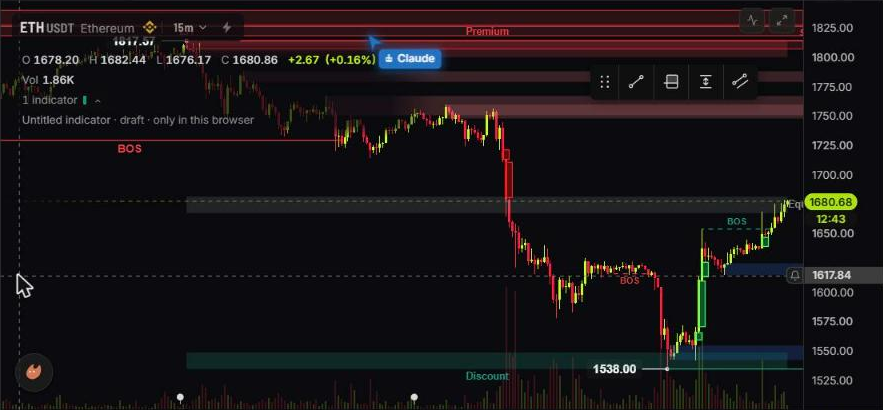 ETHUSDT Ethereum 15m
1817.57
O 1678.20 H 1682.44 L 1676.17 C 1680.86 +2.67 (+0.16%)
Claude
Vol 1.86K
1 indicator
Untitled indicator · draft · only in this browser
Premium
BOS
BOS
BOS
1538.00
Discount
1825.00
1800.00
1775.00
1750.00
1725.00
1700.00
1680.68
12:43
1650.00
1617.84
1600.00
1575.00
1550.00
1525.00